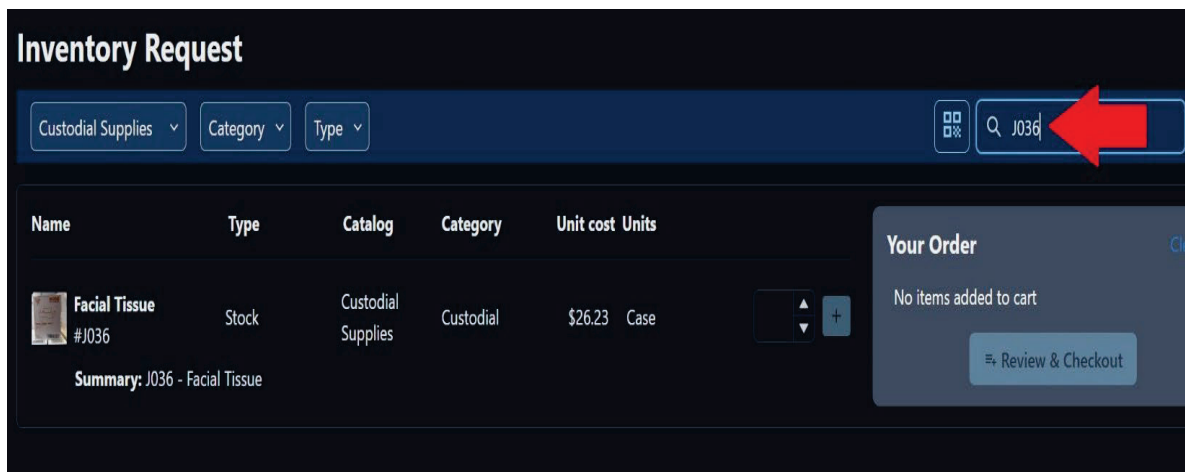 Inventory Request
Custodial Supplies Category Type J036
Name Type Catalog Category Unit cost Units
Facial Tissue
#J036
Stock
Custodial
Supplies
Custodial
$26.23
Case
Summary: J036 - Facial Tissue
Your Order
No items added to cart
Review & Checkout